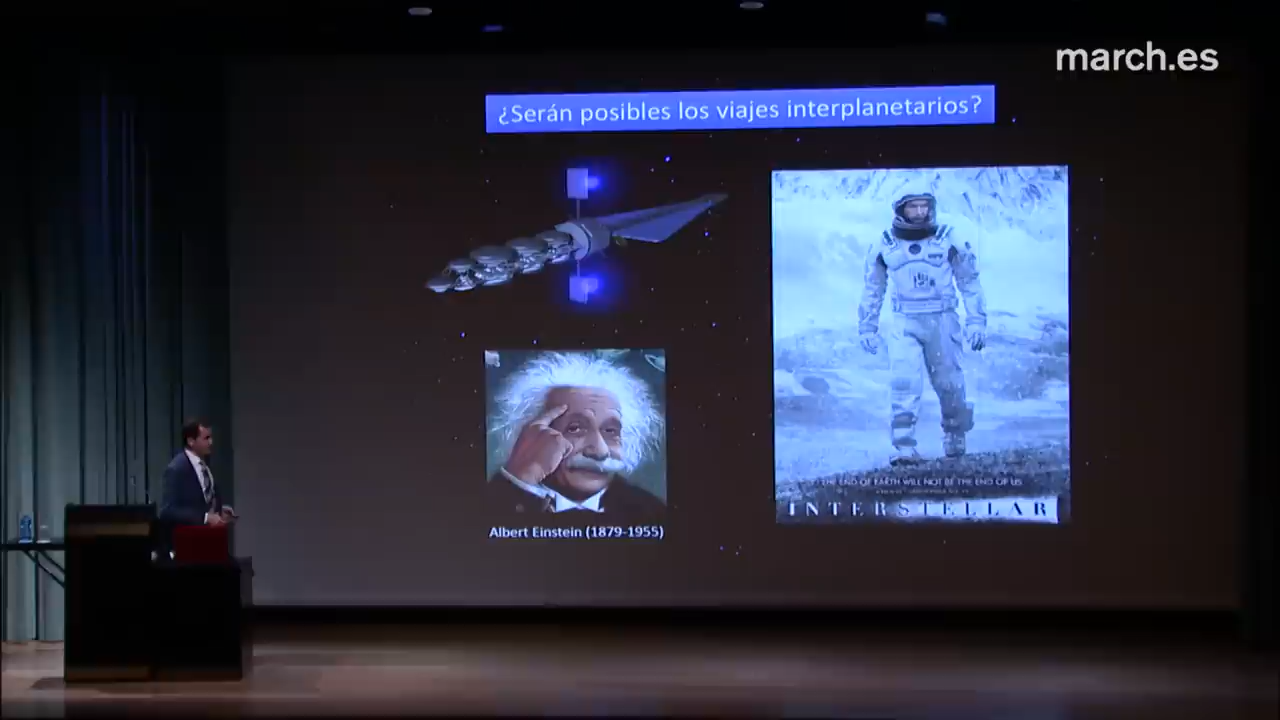 march.es
¿Serán posibles los viajes interplanetarios?
Albert Einstein (1879-1955)
THE END OF EARTH WILL NOT BE THE END OF US
INTERSTELLAR